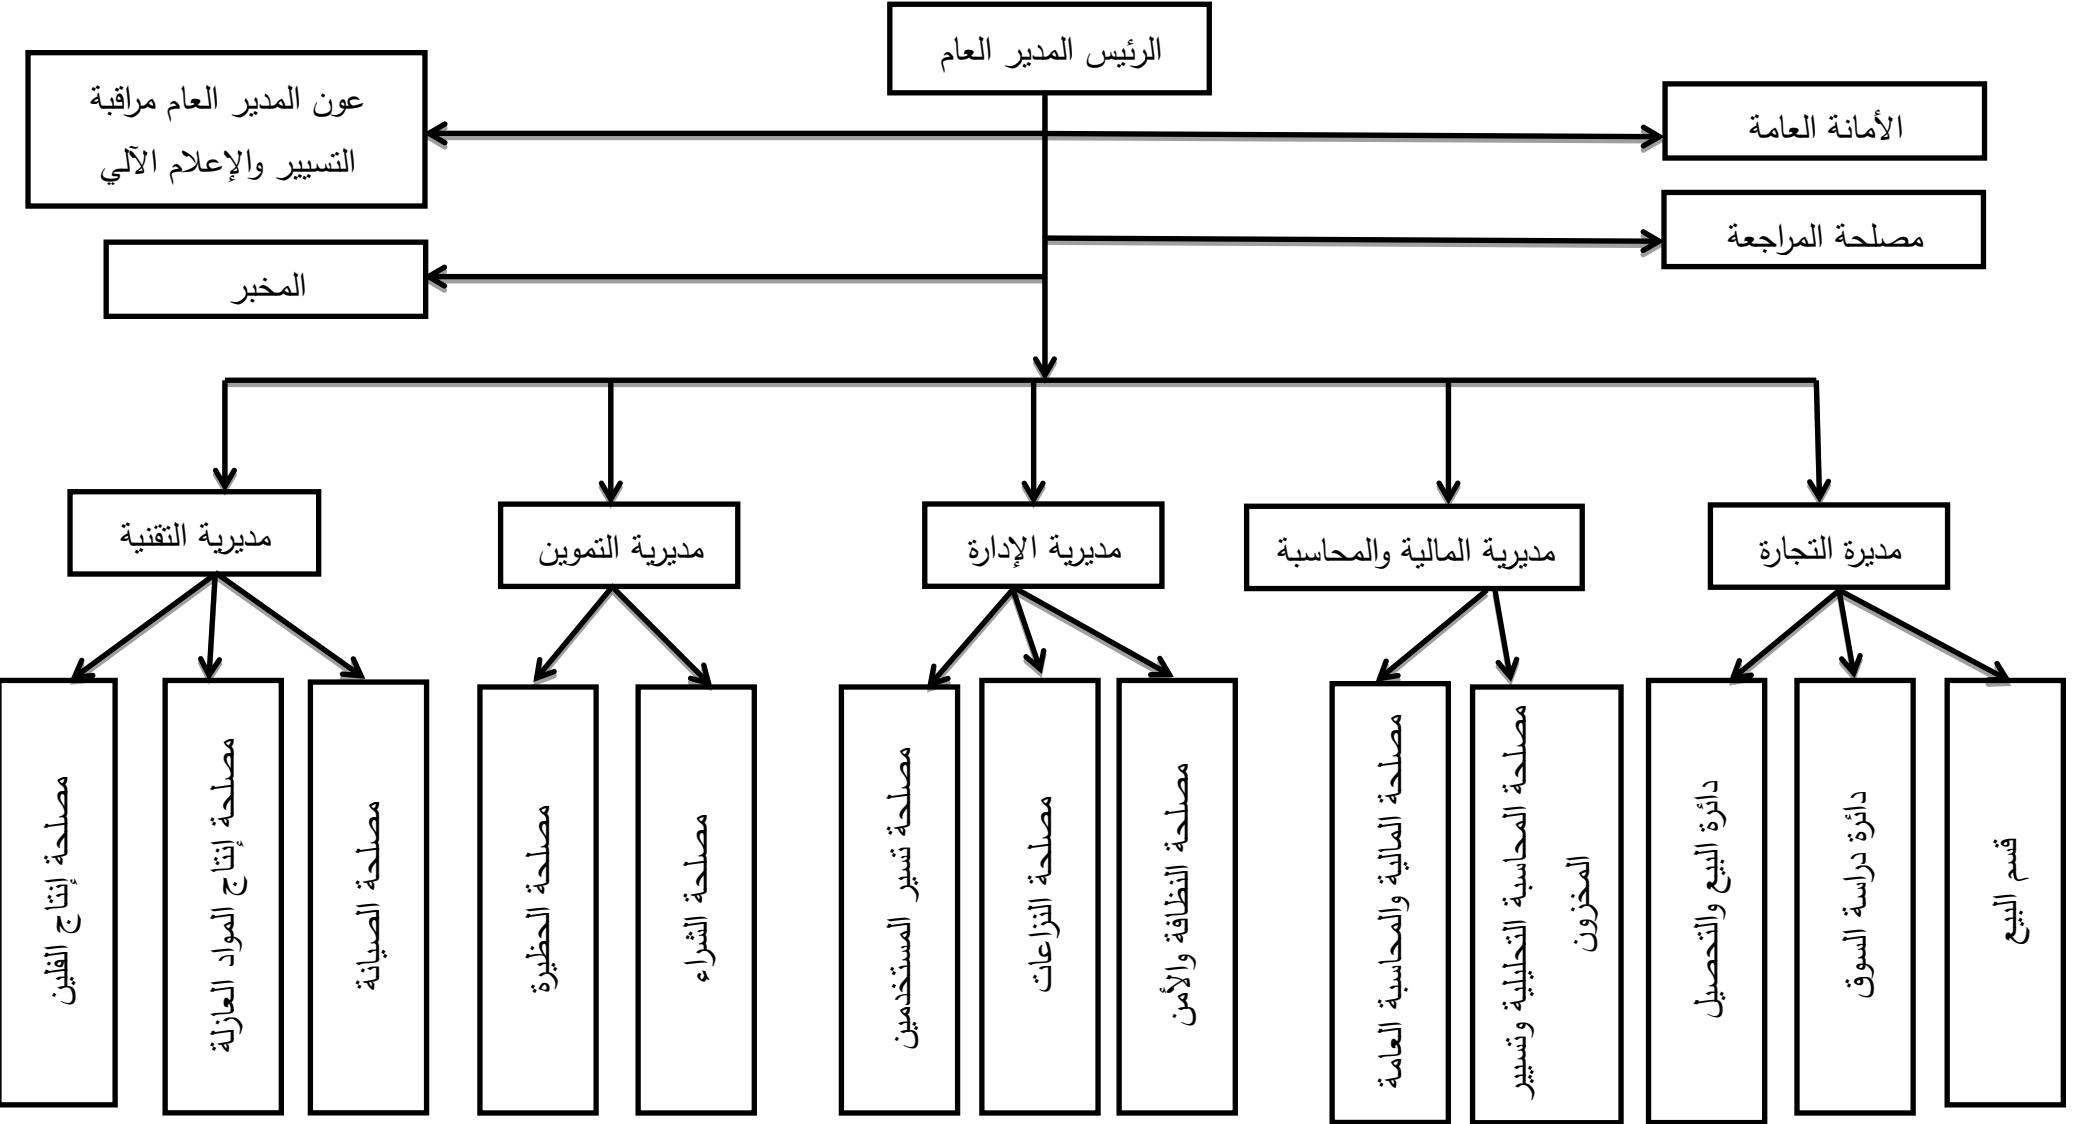 الرئيس المدير العام
الأمانة العامة
عون المدير العام مراقبة
التسيير والإعلام الآلي
مصلحة المراجعة
المخبر
مديرة التجارة
مديرية المالية والمحاسبة
مديرية الإدارة
مديرية التموين
مديرية التقنية
قسم البيع
دائرة دراسة السوق
دائرة البيع والتحصيل
مصلحة المحاسبة التحليلية وتسيير
المخزون
مصلحة المالية والمحاسبة العامة
مصلحة النظافة والأمن
مصلحة النزاعات
مصلحة تسير المستخدمين
مصلحة الشراء
مصلحة الحظيرة
مصلحة الصيانة
مصلحة إنتاج المواد العازلة
مصلحة إنتاج الفلين